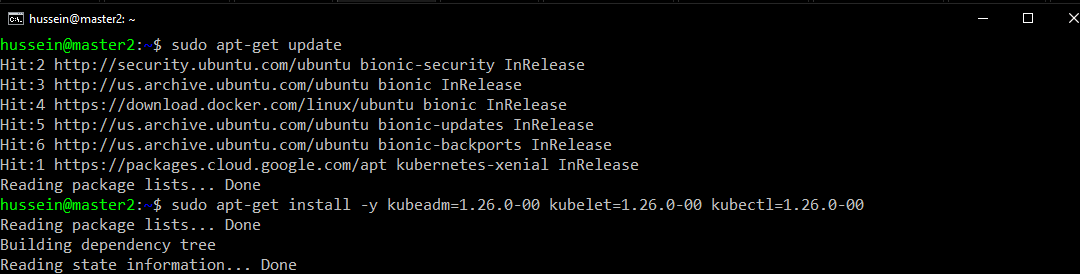 hussein@master2: ~
hussein@master2:~$ sudo apt-get update
Hit:2 http://security.ubuntu.com/ubuntu bionic-security InRelease
Hit:3 http://us.archive.ubuntu.com/ubuntu bionic InRelease
Hit:4 https://download.docker.com/linux/ubuntu bionic InRelease
Hit:5 http://us.archive.ubuntu.com/ubuntu bionic-updates InRelease
Hit:6 http://us.archive.ubuntu.com/ubuntu bionic-backports InRelease
Hit:1 https://packages.cloud.google.com/apt kubernetes-xenial InRelease
Reading package lists... Done
hussein@master2:~$ sudo apt-get install -y kubeadm=1.26.0-00 kubelet=1.26.0-00 kubectl=1.26.0-00
Reading package lists... Done
Building dependency tree
Reading state information... Done